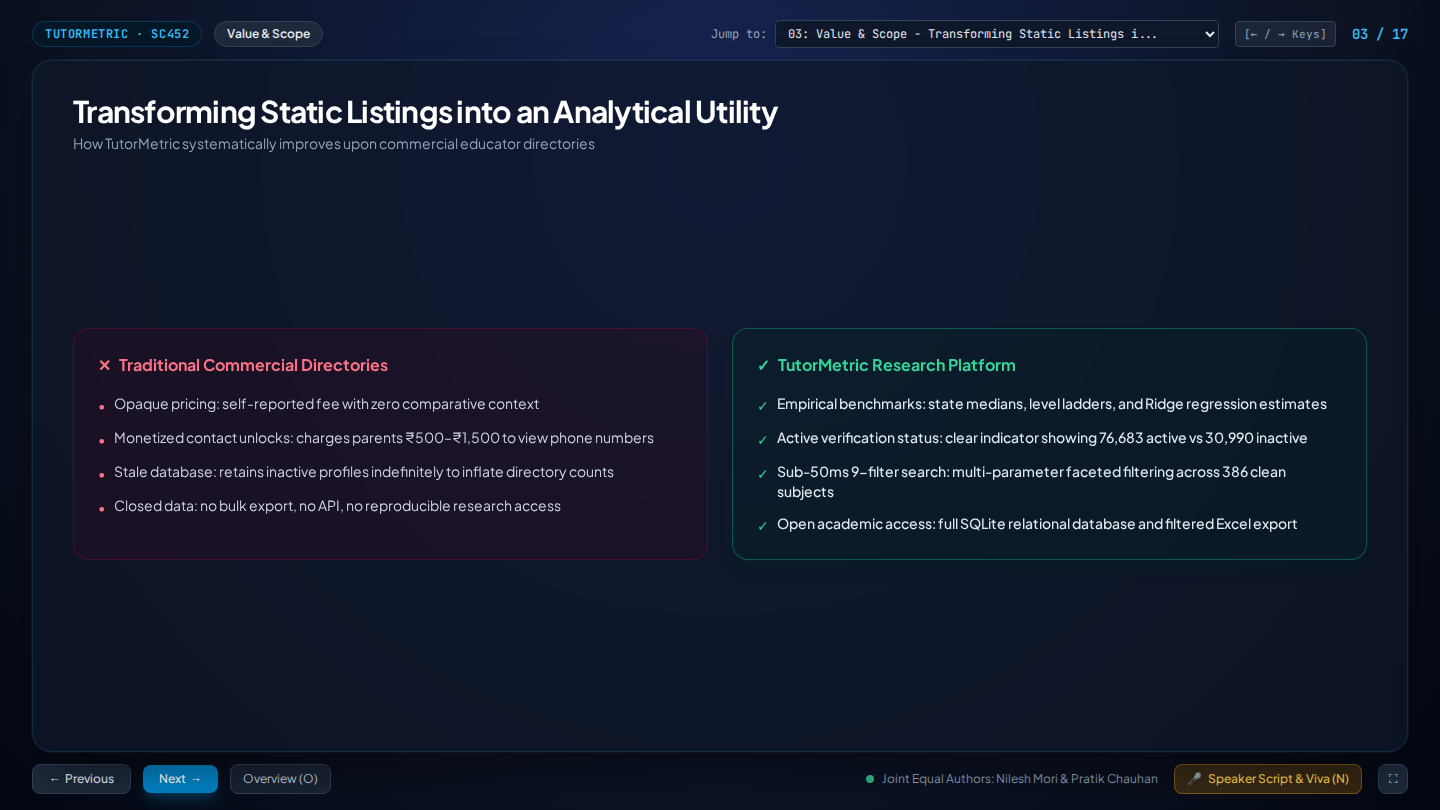 TUTORMETRIC · SC452
Value & Scope
Jump to:
03: Value & Scope - Transforming Static Listings i...
[← / → Keys]
03 / 17
Transforming Static Listings into an Analytical Utility
How TutorMetric systematically improves upon commercial educator directories
✕ Traditional Commercial Directories
• Opaque pricing: self-reported fee with zero comparative context
• Monetized contact unlocks: charges parents ₹500–₹1,500 to view phone numbers
• Stale database: retains inactive profiles indefinitely to inflate directory counts
• Closed data: no bulk export, no API, no reproducible research access
✓ TutorMetric Research Platform
✓ Empirical benchmarks: state medians, level ladders, and Ridge regression estimates
✓ Active verification status: clear indicator showing 76,683 active vs 30,990 inactive
✓ Sub-50ms 9-filter search: multi-parameter faceted filtering across 386 clean
subjects
✓ Open academic access: full SQLite relational database and filtered Excel export
← Previous
Next →
Overview (O)
Joint Equal Authors: Nilesh Mori & Pratik Chauhan
🎤 Speaker Script & Viva (N)